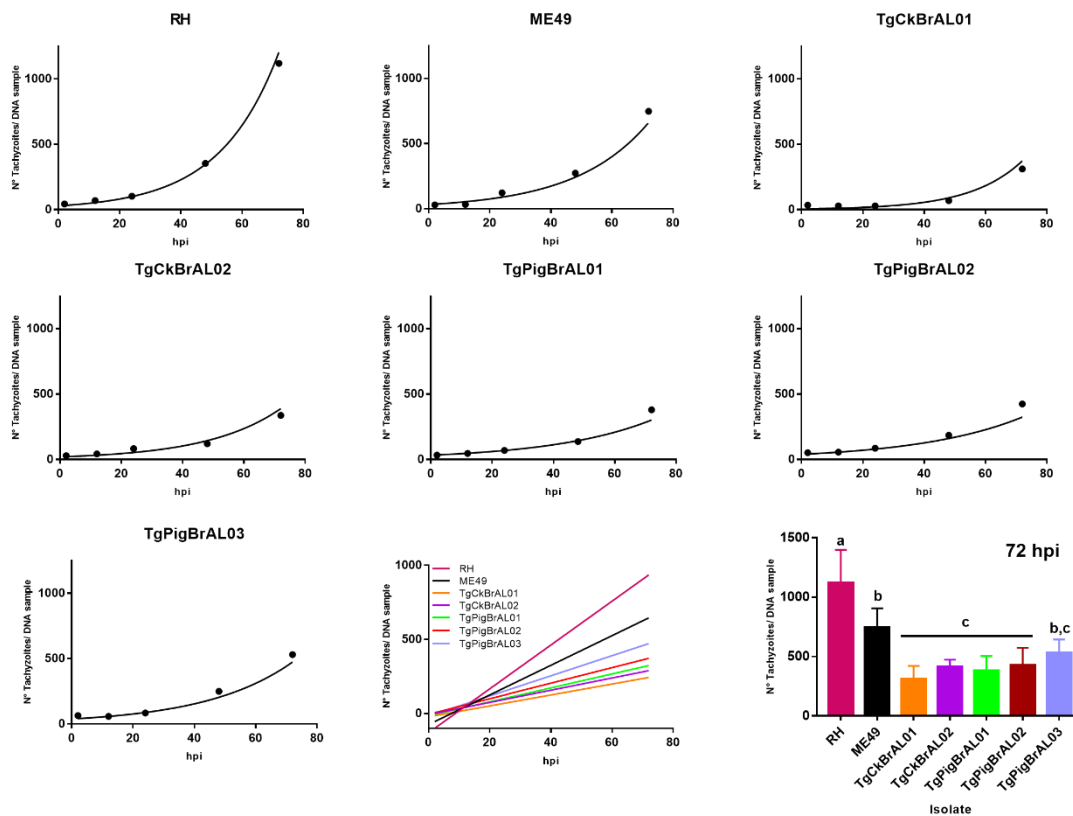 RH
N° Tachyzoites/ DNA sample
1000
500
0
0 20 40 60 80
hpi
ME49
N° Tachyzoites/ DNA sample
1000
500
0
0 20 40 60 80
hpi
TgCkBrAL01
N° Tachyzoites/ DNA sample
1000
500
0
0 20 40 60 80
hpi
TgCkBrAL02
N° Tachyzoites/ DNA sample
1000
500
0
0 20 40 60 80
hpi
TgPigBrAL01
N° Tachyzoites/ DNA sample
1000
500
0
0 20 40 60 80
hpi
TgPigBrAL02
N° Tachyzoites/ DNA sample
1000
500
0
0 20 40 60 80
hpi
TgPigBrAL03
N° Tachyzoites/ DNA sample
1000
500
0
0 20 40 60 80
hpi
N° Tachyzoites/ DNA sample
1000
500
0
RH
ME49
TgCkBrAL01
TgCkBrAL02
TgPigBrAL01
TgPigBrAL02
TgPigBrAL03
0 20 40 60 80
hpi
72 hpi
N° Tachyzoites/ DNA sample
1500
1000
500
0
a
b
c
b,c
RH
ME49
TgCkBrAL01
TgCkBrAL02
TgPigBrAL01
TgPigBrAL02
TgPigBrAL03
Isolate